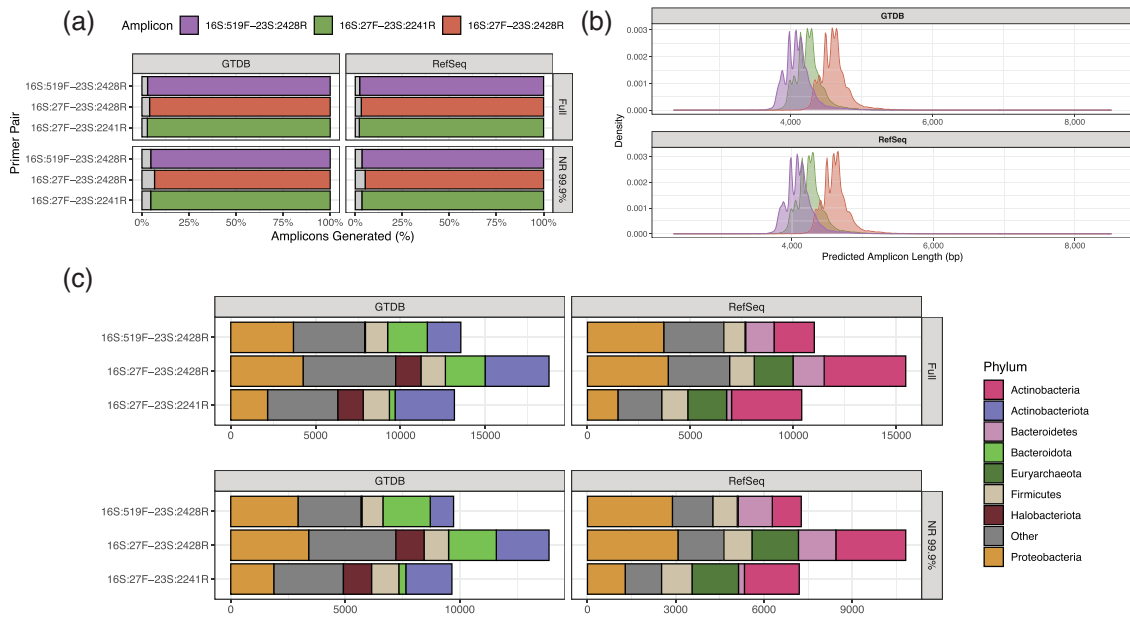 (a)
Amplicon 16S:519F−23S:2428R 16S:27F−23S:2241R 16S:27F−23S:2428R
GTDB RefSeq
Primer Pair
16S:519F−23S:2428R
16S:27F−23S:2428R
16S:27F−23S:2241R
Full
16S:519F−23S:2428R
16S:27F−23S:2428R
16S:27F−23S:2241R
NR 99.9%
0% 25% 50% 75% 100% 0% 25% 50% 75% 100%
Amplicons Generated (%)
(b)
GTDB
0.003
0.002
0.001
0.000
4,000 6,000 8,000
Density
RefSeq
0.003
0.002
0.001
0.000
4,000 6,000 8,000
Predicted Amplicon Length (bp)
(c)
GTDB RefSeq
16S:519F−23S:2428R
16S:27F−23S:2428R
16S:27F−23S:2241R
Full
0 5000 10000 15000 0 5000 10000 15000
GTDB RefSeq
16S:519F−23S:2428R
16S:27F−23S:2428R
16S:27F−23S:2241R
NR 99.9%
0 5000 10000 0 3000 6000 9000
Phylum
Actinobacteria
Actinobacteriota
Bacteroidetes
Bacteroidota
Euryarchaeota
Firmicutes
Halobacteriota
Other
Proteobacteria